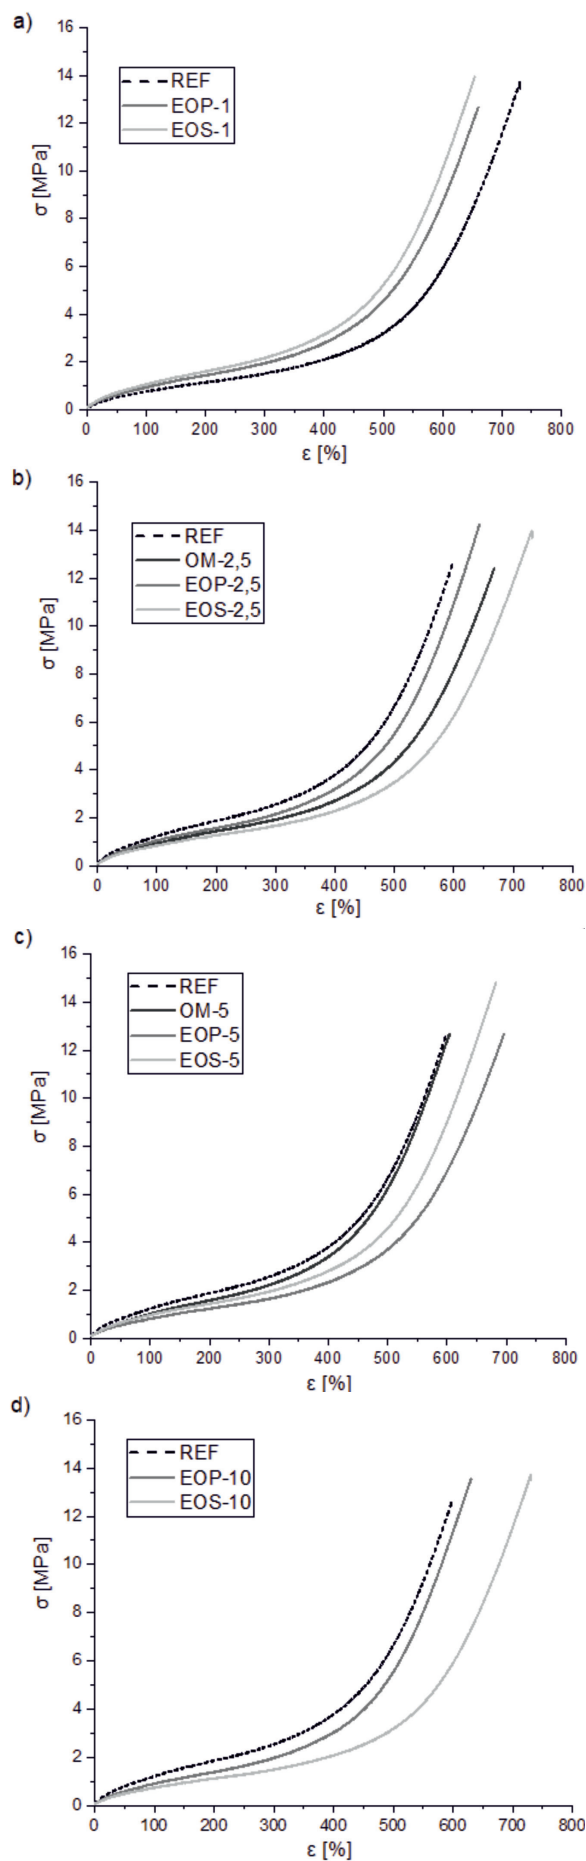 a)
16
14
12
10
8
6
4
2
0
σ [MPa]
REF
EOP-1
EOS-1
0 100 200 300 400 500 600 700 800
ε [%]
b)
16
14
12
10
8
6
4
2
0
σ [MPa]
REF
OM-2,5
EOP-2,5
EOS-2,5
0 100 200 300 400 500 600 700 800
ε [%]
c)
16
14
12
10
8
6
4
2
0
σ [MPa]
REF
OM-5
EOP-5
EOS-5
0 100 200 300 400 500 600 700 800
ε [%]
d)
16
14
12
10
8
6
4
2
0
σ [MPa]
REF
EOP-10
EOS-10
0 100 200 300 400 500 600 700 800
ε [%]